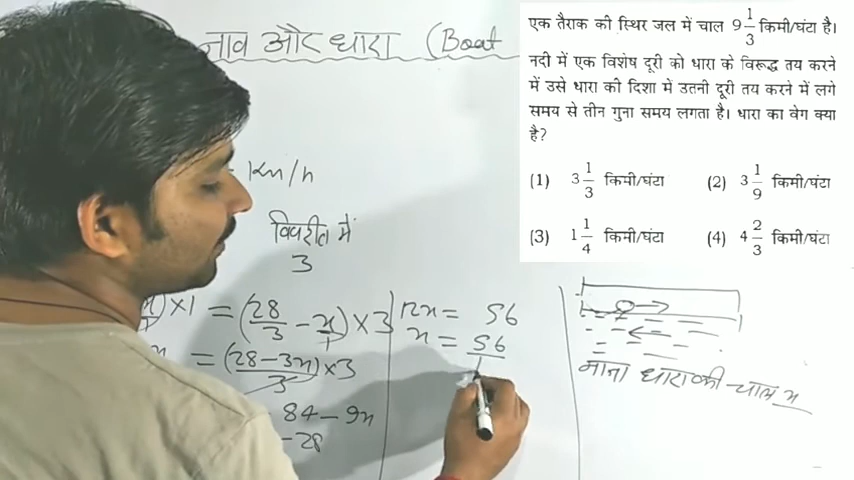 नाव और धारा (Boat
एक तैराक की स्थिर जल में चाल 9 1/3 किमी/घंटा है।
नदी में एक विशेष दूरी को धारा के विरूद्ध तय करने
में उसे धारा की दिशा में उतनी दूरी तय करने में लगे
समय से तीन गुना समय लगता है। धारा का वेग क्या
है?
(1) 3 1/3 किमी/घंटा (2) 3 1/9 किमी/घंटा
(3) 1 1/4 किमी/घंटा (4) 4 2/3 किमी/घंटा
Km/h
विपरीत में
3
×1 = (28/3 - x/1) × 3
= (28-3x)/3 ×3
84 - 9x
-28
12x = 56
x = 56
माना धारा की चाल x